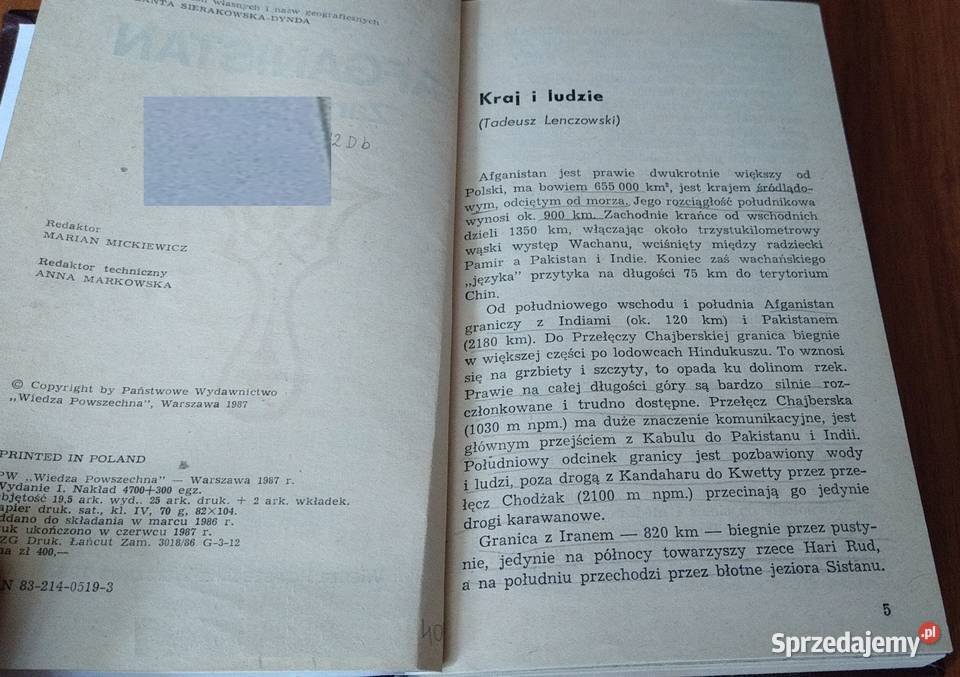 własnych i nazw geograficznych
SIERAKOWSKA-DYNDA
AFGANISTAN
2 D b
Redaktor
MARIAN MICKIEWICZ
Redaktor techniczny
ANNA MARKOWSKA
© Copyright by Państwowe Wydawnictwo
„Wiedza Powszechna”, Warszawa 1987
PRINTED IN POLAND
PW „Wiedza Powszechna” — Warszawa 1987 r.
Wydanie I. Nakład 4700+300 egz.
bjętość 19,5 ark. wyd.. 25 ark. druk. + 2 ark. wkładek.
apier druk. sat., kl. IV, 70 g, 82×104.
ddano do składania w marcu 1986 r.
uk ukończono w czerwcu 1987 r.
ZG Druk. Łańcut Zam. 3018/86 G-3-12
na zł 400,—
N 83-214-0519-3
40
Kraj i ludzie
(Tadeusz Lenczowski)
Afganistan jest prawie dwukrotnie większy od
Polski, ma bowiem 655 000 km², jest krajem śródlądo-
wym, odciętym od morza. Jego rozciągłość południkowa
wynosi ok. 900 km. Zachodnie krańce od wschodnich
dzieli 1350 km, włączając około trzystukilometrowy
wąski występ Wachanu, wciśnięty między radziecki
Pamir a Pakistan i Indie. Koniec zaś wachańskiego
„języka” przytyka na długości 75 km do terytorium
Chin.
Od południowego wschodu i południa Afganistan
graniczy z Indiami (ok. 120 km) i Pakistanem
(2180 km). Do Przełęczy Chajberskiej granica biegnie
w większej części po lodowcach Hindukuszu. To wznosi
się na grzbiety i szczyty, to opada ku dolinom rzek.
Prawie na całej długości góry są bardzo silnie roz-
członkowane i trudno dostępne. Przełęcz Chajberska
(1030 m npm.) ma duże znaczenie komunikacyjne, jest
głównym przejściem z Kabulu do Pakistanu i Indii.
Południowy odcinek granicy jest pozbawiony wody
i ludzi, poza drogą z Kandaharu do Kwetty przez prze-
łęcz Chodżak (2100 m npm.) przecinają go jedynie
drogi karawanowe.
Granica z Iranem — 820 km — biegnie przez pusty-
nie, jedynie na północy towarzyszy rzece Hari Rud,
a na południu przechodzi przez błotne jeziora Sistanu.
5
Sprzedajemy.pl